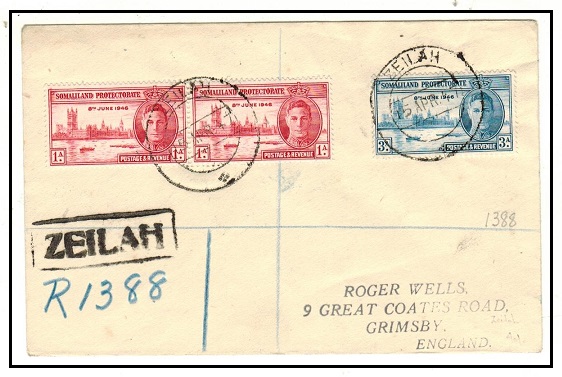 SOMALILAND PROTECTORATE
8TH JUNE 1946
1A 1A
POSTAGE & REVENUE
SOMALILAND PROTECTORATE
8TH JUNE 1946
1A 1A
POSTAGE & REVENUE
ZEILAH
SOMALILAND PROTECTORATE
8TH JUNE 1946
3A 3A
POSTAGE & REVENUE
1388
ZEILAH
R1388
ROGER WELLS,
9 GREAT COATES ROAD,
GRIMSBY.
ENGLAND.